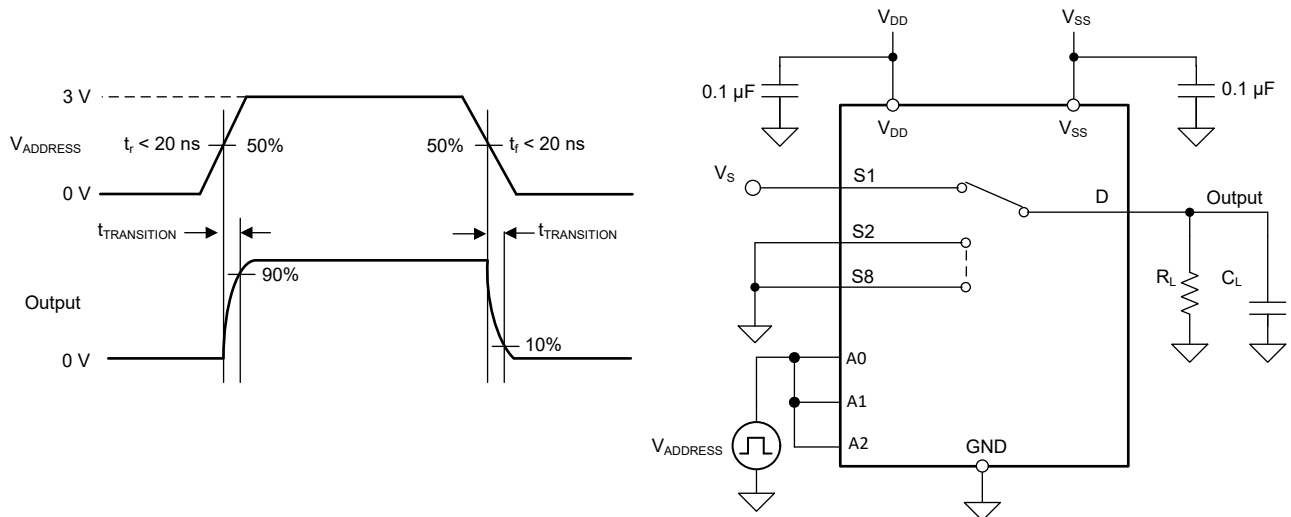 3 V
V_ADDRESS
t_r < 20 ns
50%
50%
t_f < 20 ns
0 V
t_TRANSITION
t_TRANSITION
90%
Output
10%
0 V
V_DD
V_SS
0.1 µF
0.1 µF
V_DD
V_SS
V_S
S1
D
Output
S2
S8
R_L
C_L
A0
A1
A2
V_ADDRESS
GND